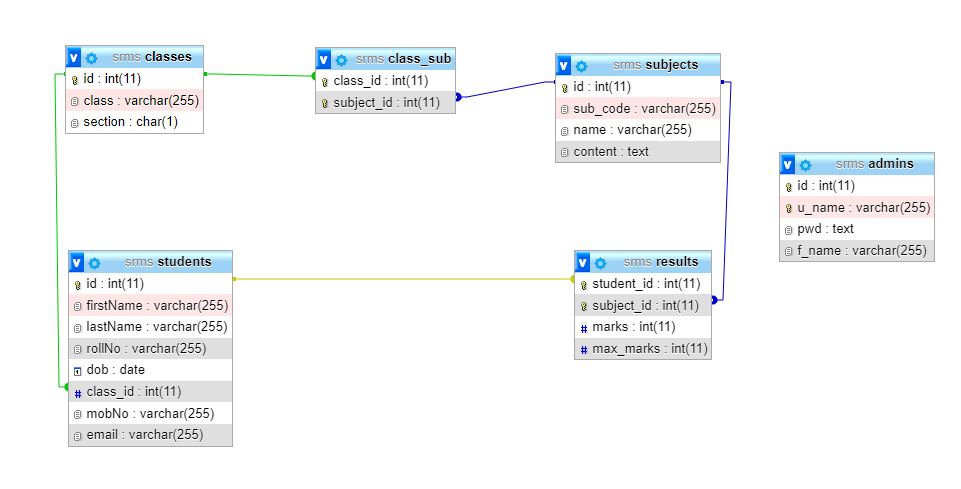 srms classes
id : int(11)
class : varchar(255)
section : char(1)
srms class_sub
class_id : int(11)
subject_id : int(11)
srms subjects
id : int(11)
sub_code : varchar(255)
name : varchar(255)
content : text
srms admins
id : int(11)
u_name : varchar(255)
pwd : text
f_name : varchar(255)
srms students
id : int(11)
firstName : varchar(255)
lastName : varchar(255)
rollNo : varchar(255)
dob : date
# class_id : int(11)
mobNo : varchar(255)
email : varchar(255)
srms results
student_id : int(11)
subject_id : int(11)
# marks : int(11)
# max_marks : int(11)